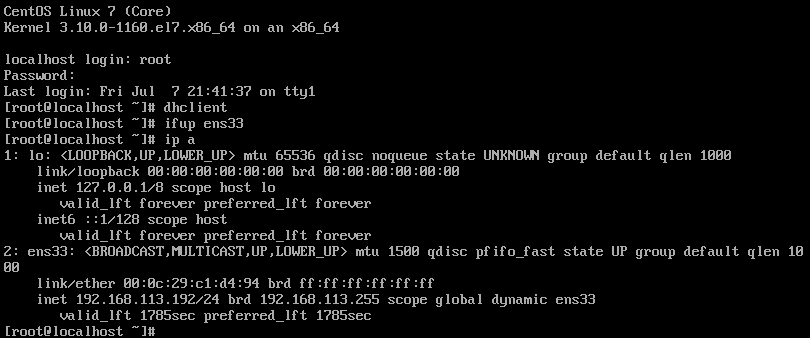 CentOS Linux 7 (Core)
Kernel 3.10.0-1160.el7.x86_64 on an x86_64

localhost login: root
Password:
Last login: Fri Jul  7 21:41:37 on tty1
[root@localhost ~]# dhclient
[root@localhost ~]# ifup ens33
[root@localhost ~]# ip a
1: lo: <LOOPBACK,UP,LOWER_UP> mtu 65536 qdisc noqueue state UNKNOWN group default qlen 1000
    link/loopback 00:00:00:00:00:00 brd 00:00:00:00:00:00
    inet 127.0.0.1/8 scope host lo
       valid_lft forever preferred_lft forever
    inet6 ::1/128 scope host
       valid_lft forever preferred_lft forever
2: ens33: <BROADCAST,MULTICAST,UP,LOWER_UP> mtu 1500 qdisc pfifo_fast state UP group default qlen 10
00
    link/ether 00:0c:29:c1:d4:94 brd ff:ff:ff:ff:ff:ff
    inet 192.168.113.192/24 brd 192.168.113.255 scope global dynamic ens33
       valid_lft 1785sec preferred_lft 1785sec
[root@localhost ~]#